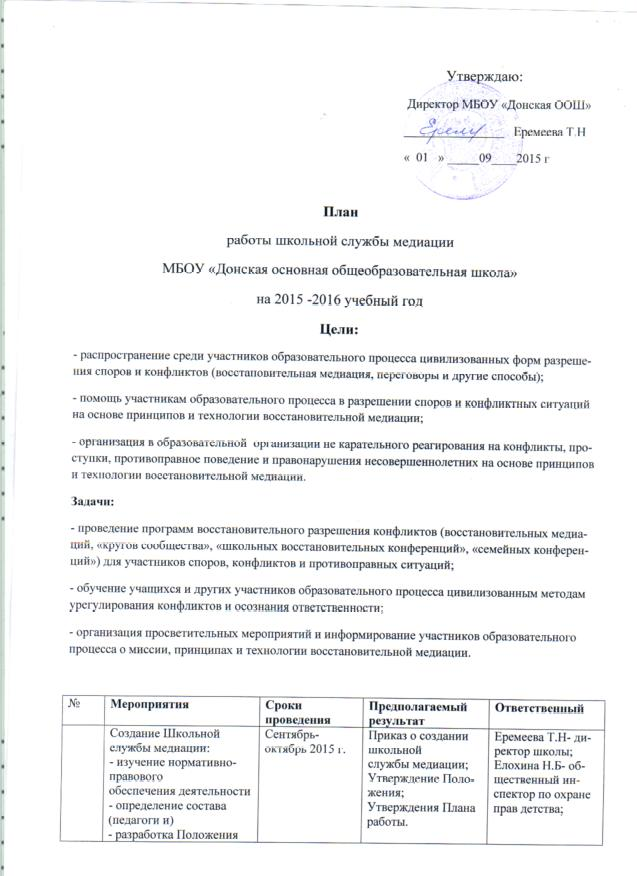 Утверждаю:
Директор МБОУ «Донская ООШ»
Еремеева Т.Н
« 01 » _____09____2015 г
План
работы школьной службы медиации
МБОУ «Донская основная общеобразовательная школа»
на 2015 -2016 учебный год
Цели:
- распространение среди участников образовательного процесса цивилизованных форм разреше-
ния споров и конфликтов (восстановительная медиация, переговоры и другие способы);
- помощь участникам образовательного процесса в разрешении споров и конфликтных ситуаций
на основе принципов и технологии восстановительной медиации;
- организация в образовательной организации не карательного реагирования на конфликты, про-
ступки, противоправное поведение и правонарушения несовершеннолетних на основе принципов
и технологии восстановительной медиации.
Задачи:
- проведение программ восстановительного разрешения конфликтов (восстановительных медиа-
ций, «кругов сообщества», «школьных восстановительных конференций», «семейных конферен-
ций») для участников споров, конфликтов и противоправных ситуаций;
- обучение учащихся и других участников образовательного процесса цивилизованным методам
урегулирования конфликтов и осознания ответственности;
- организация просветительных мероприятий и информирование участников образовательного
процесса о миссии, принципах и технологии восстановительной медиации.
№ Мероприятия Сроки проведения Предполагаемый результат Ответственный
Создание Школьной
службы медиации:
- изучение нормативно-
правового
обеспечения деятельности
- определение состава
(педагоги и)
- разработка Положения
Сентябрь-
октябрь 2015 г.
Приказ о создании
школьной
службы медиации;
Утверждение Поло-
жения;
Утверждения Плана
работы.
Еремеева Т.Н- ди-
ректор школы;
Елохина Н.Б- об-
щественный ин-
спектор по охране
прав детства;